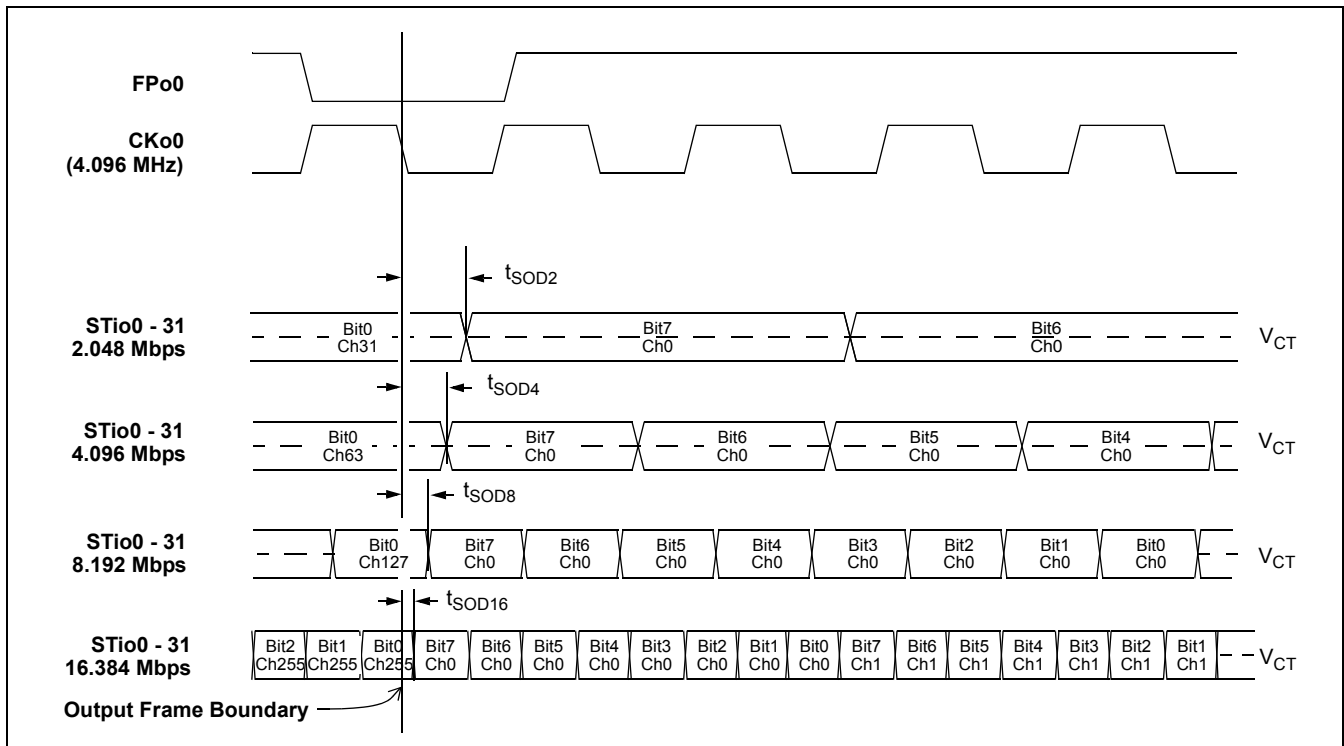 FPo0
CKo0
(4.096 MHz)
tSOD2
STio0 - 31
2.048 Mbps
Bit0 Bit7 Bit6
Ch31 Ch0 Ch0
VCT
tSOD4
STio0 - 31
4.096 Mbps
Bit0 Bit7 Bit6 Bit5 Bit4
Ch63 Ch0 Ch0 Ch0 Ch0
VCT
tSOD8
STio0 - 31
8.192 Mbps
Bit0 Bit7 Bit6 Bit5 Bit4 Bit3 Bit2 Bit1 Bit0
Ch127 Ch0 Ch0 Ch0 Ch0 Ch0 Ch0 Ch0 Ch0
VCT
tSOD16
STio0 - 31
16.384 Mbps
Bit2 Bit1 Bit0 Bit7 Bit6 Bit5 Bit4 Bit3 Bit2 Bit1 Bit0 Bit7 Bit6 Bit5 Bit4 Bit3 Bit2 Bit1
Ch255 Ch255 Ch255 Ch0 Ch0 Ch0 Ch0 Ch0 Ch0 Ch0 Ch0 Ch1 Ch1 Ch1 Ch1 Ch1 Ch1 Ch1
VCT
Output Frame Boundary